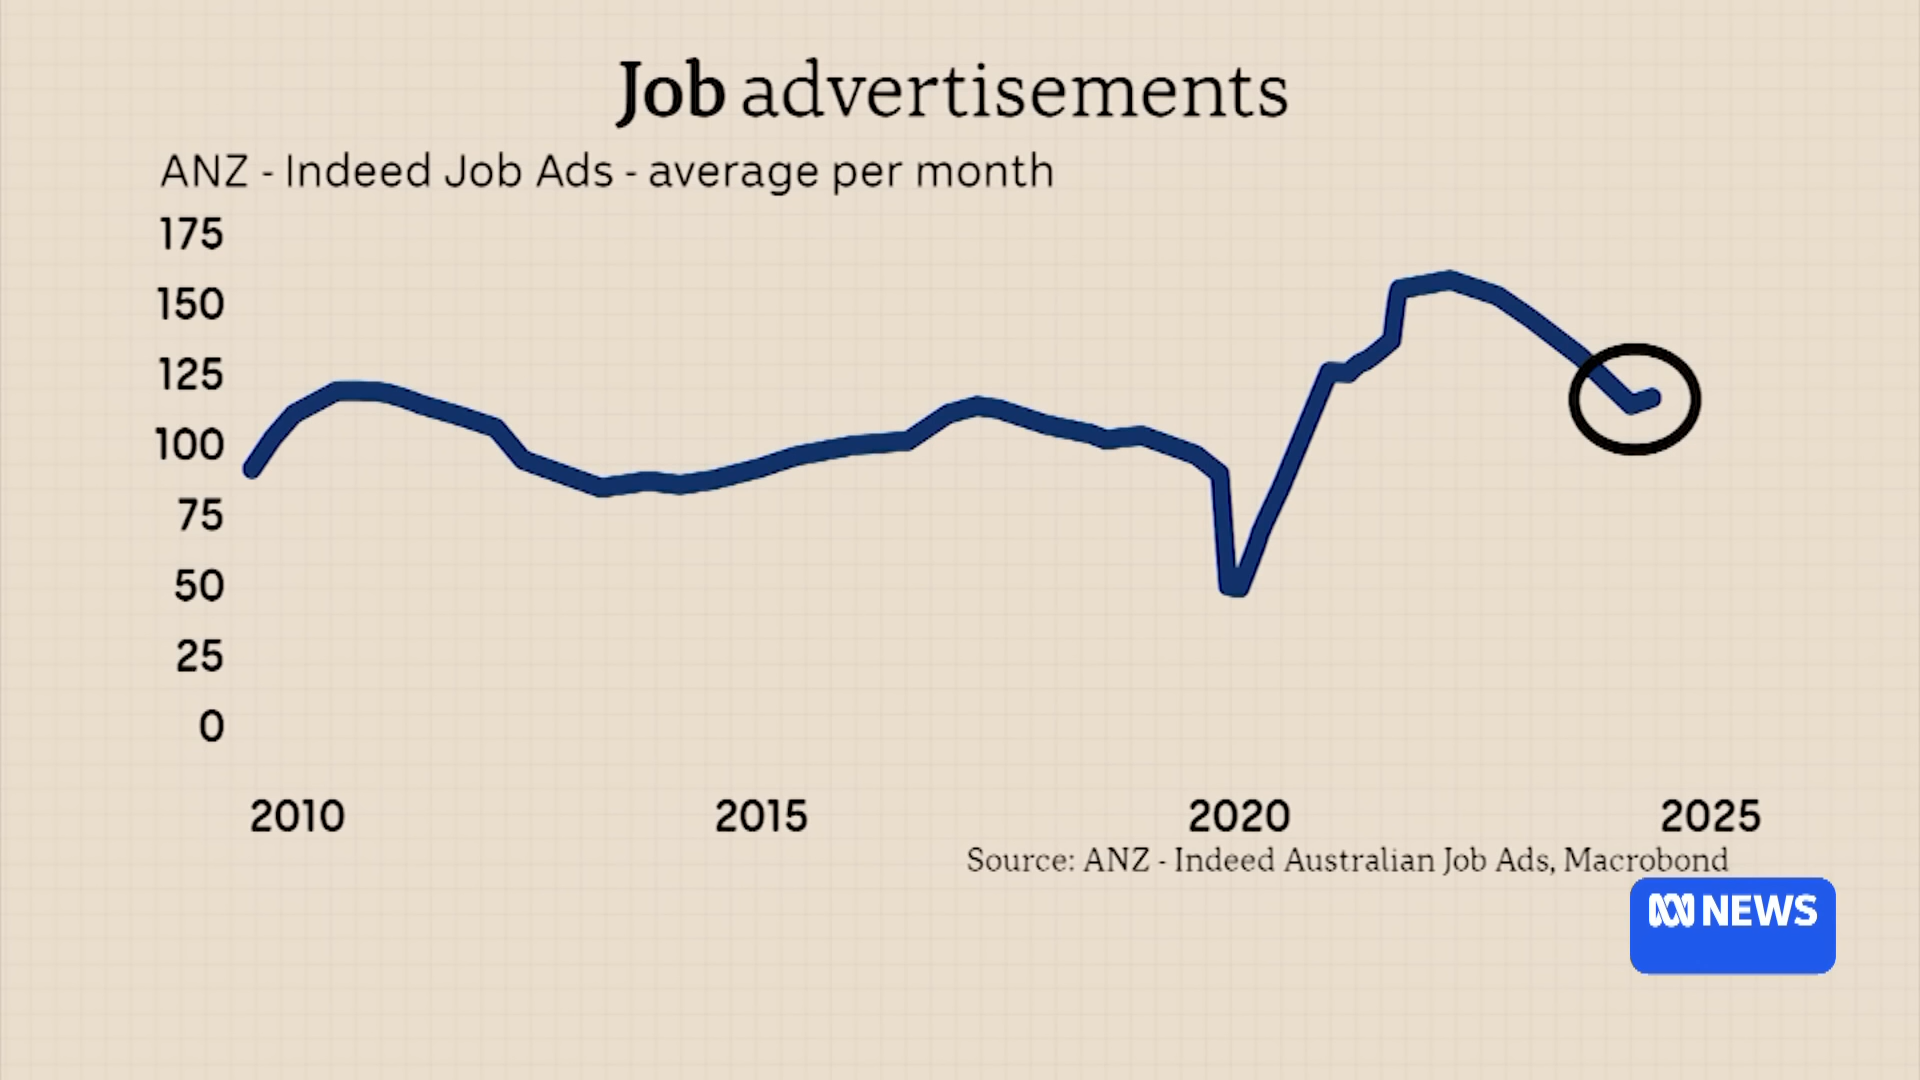 Job advertisements
ANZ - Indeed Job Ads - average per month
175
150
125
100
75
50
25
0
2010 2015 2020 2025
Source: ANZ - Indeed Australian Job Ads, Macrobond
NEWS